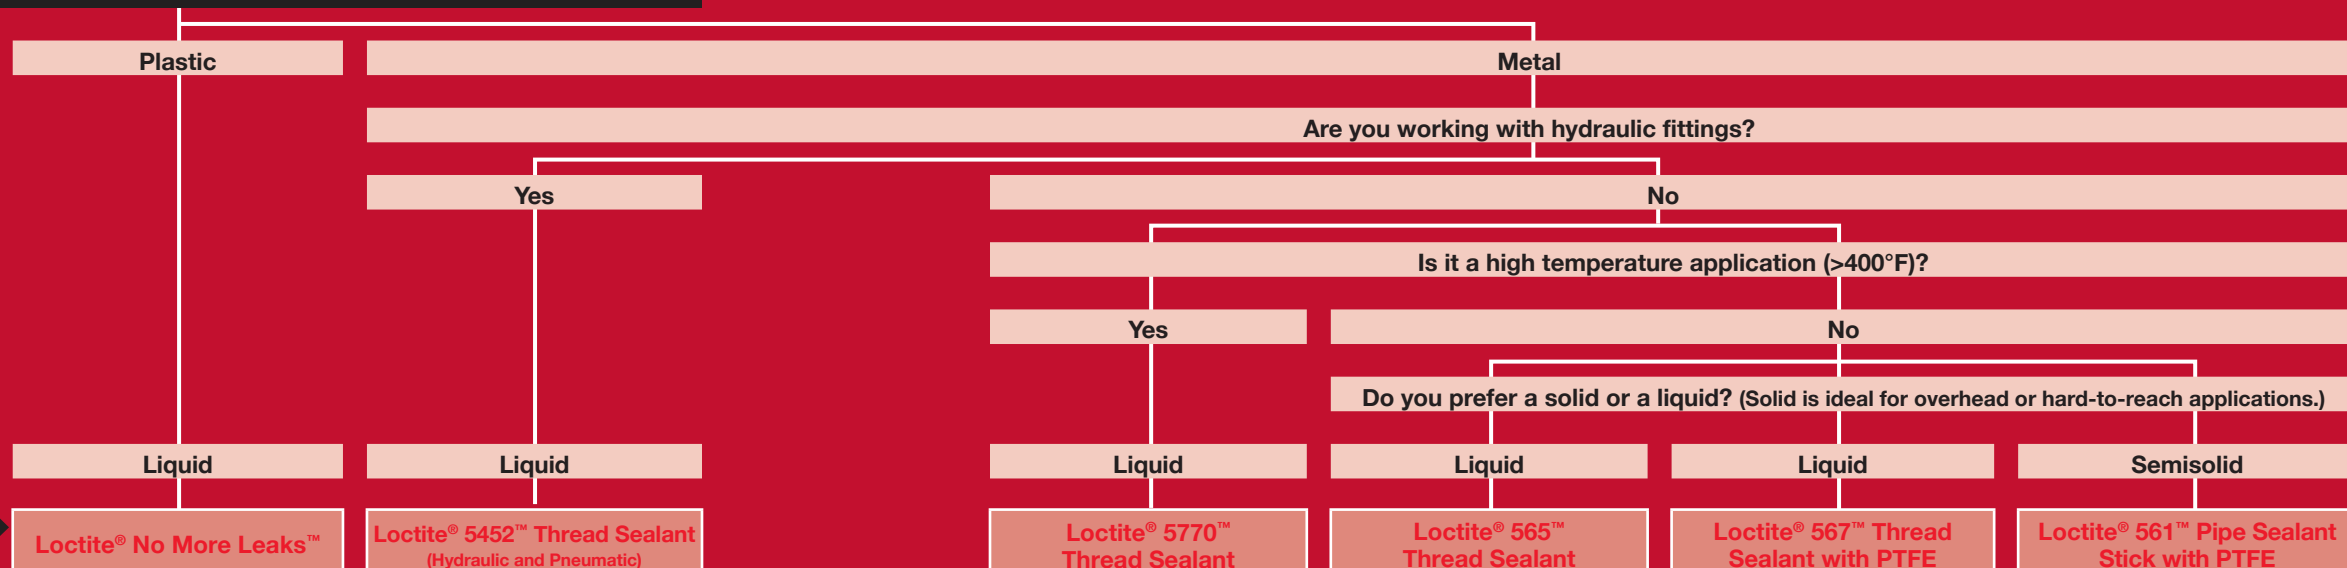 Plastic
Metal
Are you working with hydraulic fittings?
Yes
No
Is it a high temperature application (>400°F)?
Yes
No
Do you prefer a solid or a liquid? (Solid is ideal for overhead or hard-to-reach applications.)
Liquid
Liquid
Liquid
Liquid
Liquid
Semisolid
Loctite® No More Leaks™
Loctite® 5452™ Thread Sealant
(Hydraulic and Pneumatic)
Loctite® 5770™
Thread Sealant
Loctite® 565™
Thread Sealant
Loctite® 567™ Thread
Sealant with PTFE
Loctite® 561™ Pipe Sealant
Stick with PTFE